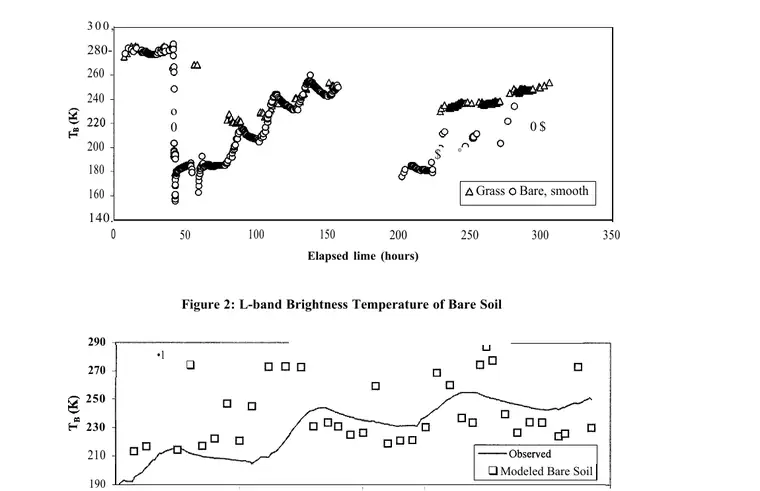 300
280
260
240
220
200
180
160
140
TB (K)
0 50 100 150 200 250 300 350
Elapsed lime (hours)
0
0 $
$
Grass Bare, smooth
Figure 2: L-band Brightness Temperature of Bare Soil
290
270
250
230
210
190
TB (K)
•1
Observed
Modeled Bare Soil